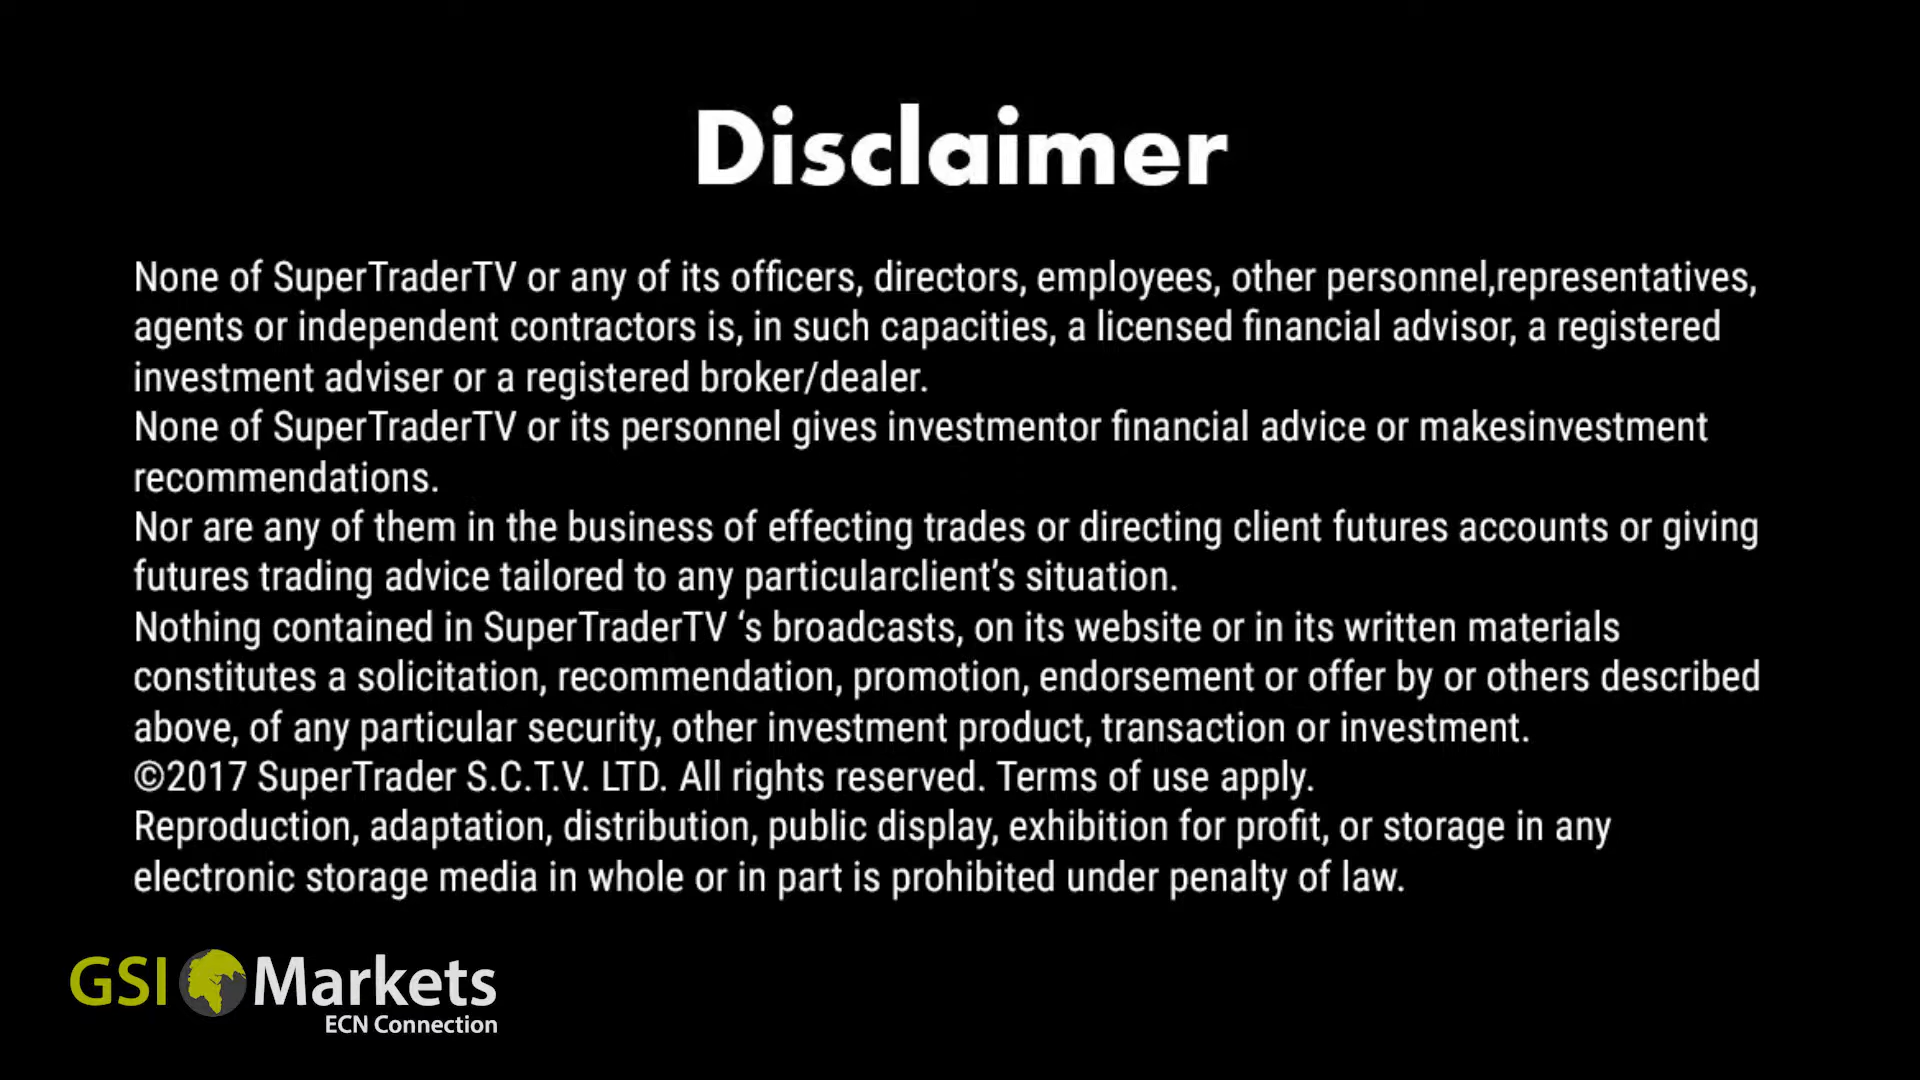 Disclaimer
None of SuperTraderTV or any of its officers, directors, employees, other personnel,representatives,
agents or independent contractors is, in such capacities, a licensed financial advisor, a registered
investment adviser or a registered broker/dealer.
None of SuperTraderTV or its personnel gives investmentor financial advice or makesinvestment
recommendations.
Nor are any of them in the business of effecting trades or directing client futures accounts or giving
futures trading advice tailored to any particularclient’s situation.
Nothing contained in SuperTraderTV ‘s broadcasts, on its website or in its written materials
constitutes a solicitation, recommendation, promotion, endorsement or offer by or others described
above, of any particular security, other investment product, transaction or investment.
©2017 SuperTrader S.C.T.V. LTD. All rights reserved. Terms of use apply.
Reproduction, adaptation, distribution, public display, exhibition for profit, or storage in any
electronic storage media in whole or in part is prohibited under penalty of law.
GSI Markets
ECN Connection